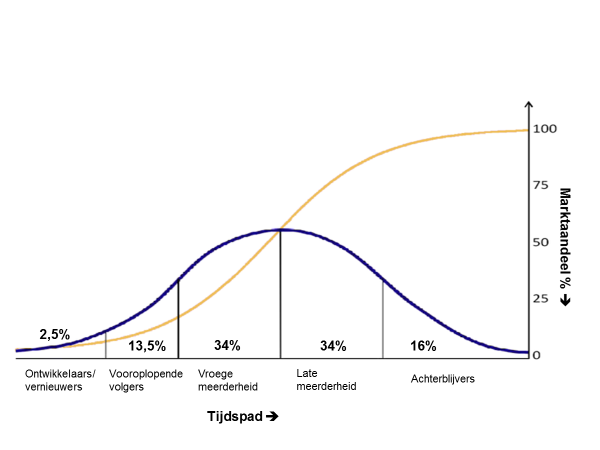 100
75
50
25
0
Marktaandeel % ➔
2,5%
13,5%
34%
34%
16%
Ontwikkelaars/
vernieuwers
Vooroplopende
volgers
Vroege
meerderheid
Late
meerderheid
Achterblijvers
Tijdspad ➔